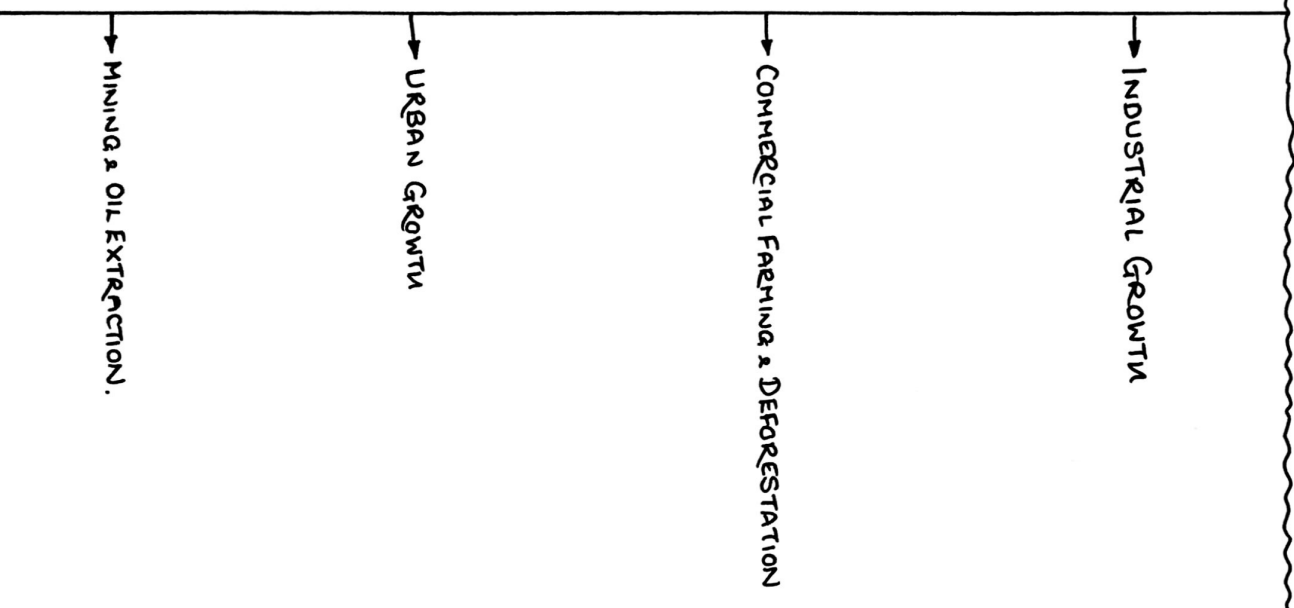 INDUSTRIAL GROWTH
COMMERCIAL FARMING & DEFORESTATION
URBAN GROWTH
MINING & OIL EXTRACTION.